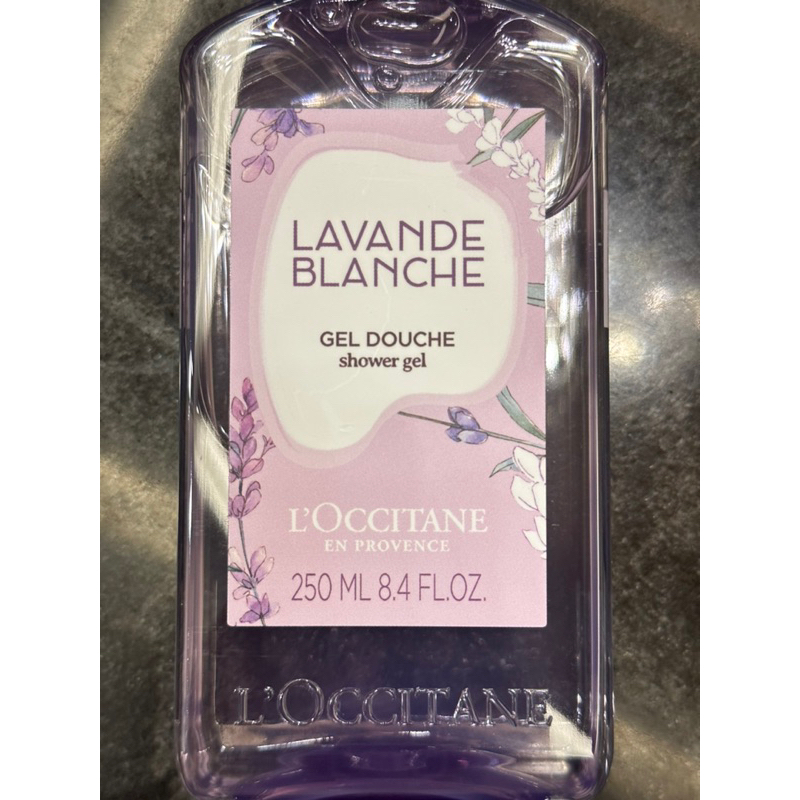 LAVANDE
BLANCHE
GEL DOUCHE
shower gel
L'OCCITANE
EN PROVENCE
250 ML 8.4 FL.OZ.
L'OCCITANE